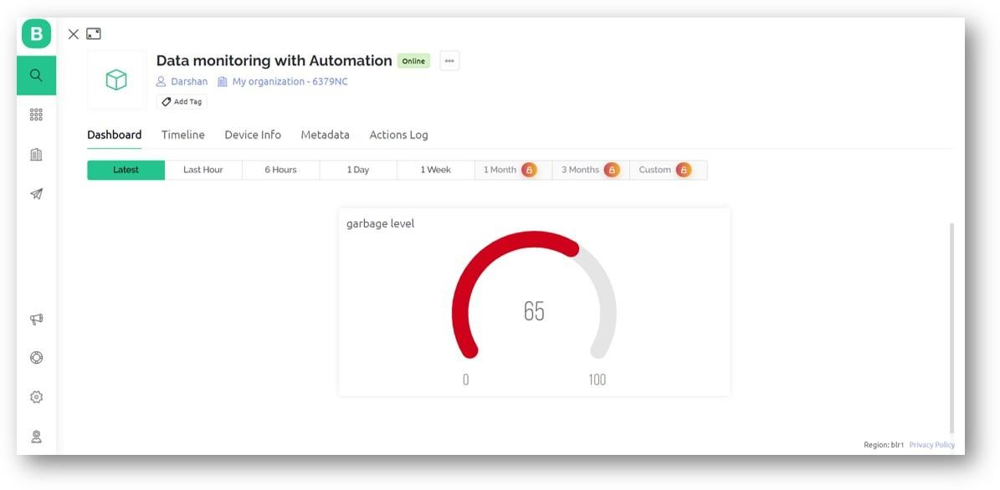 B
Data monitoring with Automation Online
Darshan My organization - 6379NC
Add Tag
Dashboard Timeline Device Info Metadata Actions Log
Latest Last Hour 6 Hours 1 Day 1 Week 1 Month 3 Months Custom
garbage level
65
0 100
Region: blr1 Privacy Policy